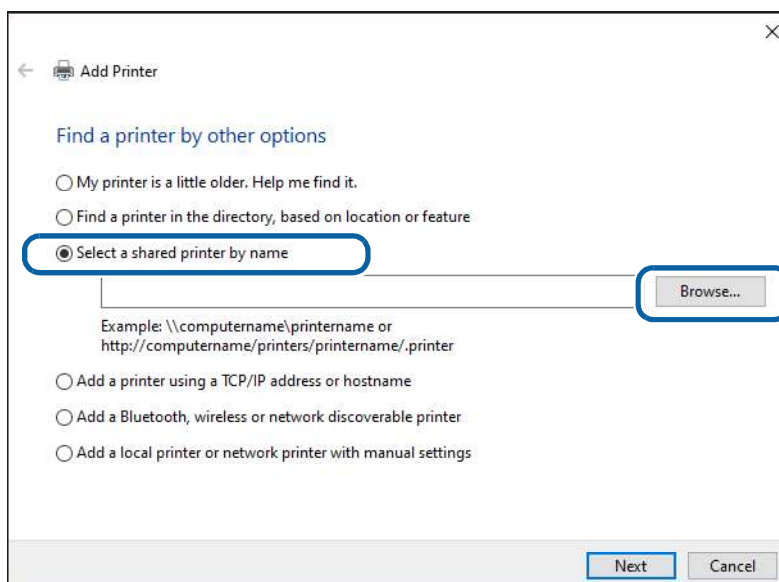 Add Printer
Find a printer by other options
My printer is a little older. Help me find it.
Find a printer in the directory, based on location or feature
Select a shared printer by name
Browse...
Example: \\computername\printername or
http://computername/printers/printername/.printer
Add a printer using a TCP/IP address or hostname
Add a Bluetooth, wireless or network discoverable printer
Add a local printer or network printer with manual settings
Next Cancel